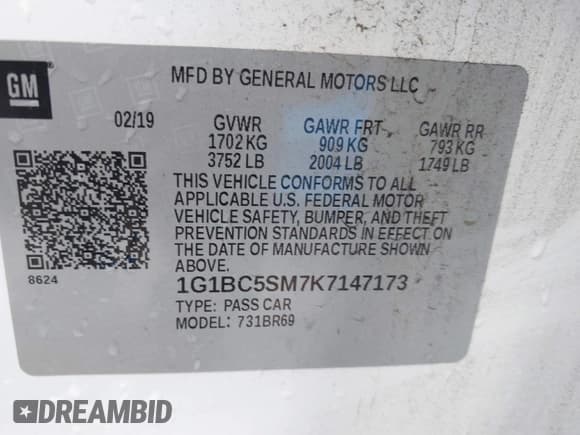 GM
®
MFD BY GENERAL MOTORS LLC
02/19 GVWR GAWR FRT GAWR RR
1702 KG 909 KG 793 KG
3752 LB 2004 LB 1749 LB
THIS VEHICLE CONFORMS TO ALL
APPLICABLE U.S. FEDERAL MOTOR
VEHICLE SAFETY, BUMPER, AND THEFT
PREVENTION STANDARDS IN EFFECT ON
THE DATE OF MANUFACTURE SHOWN
ABOVE.
8624
1G1BC5SM7K7147173
TYPE: PASS CAR
MODEL: 731BR69
DREAMBID